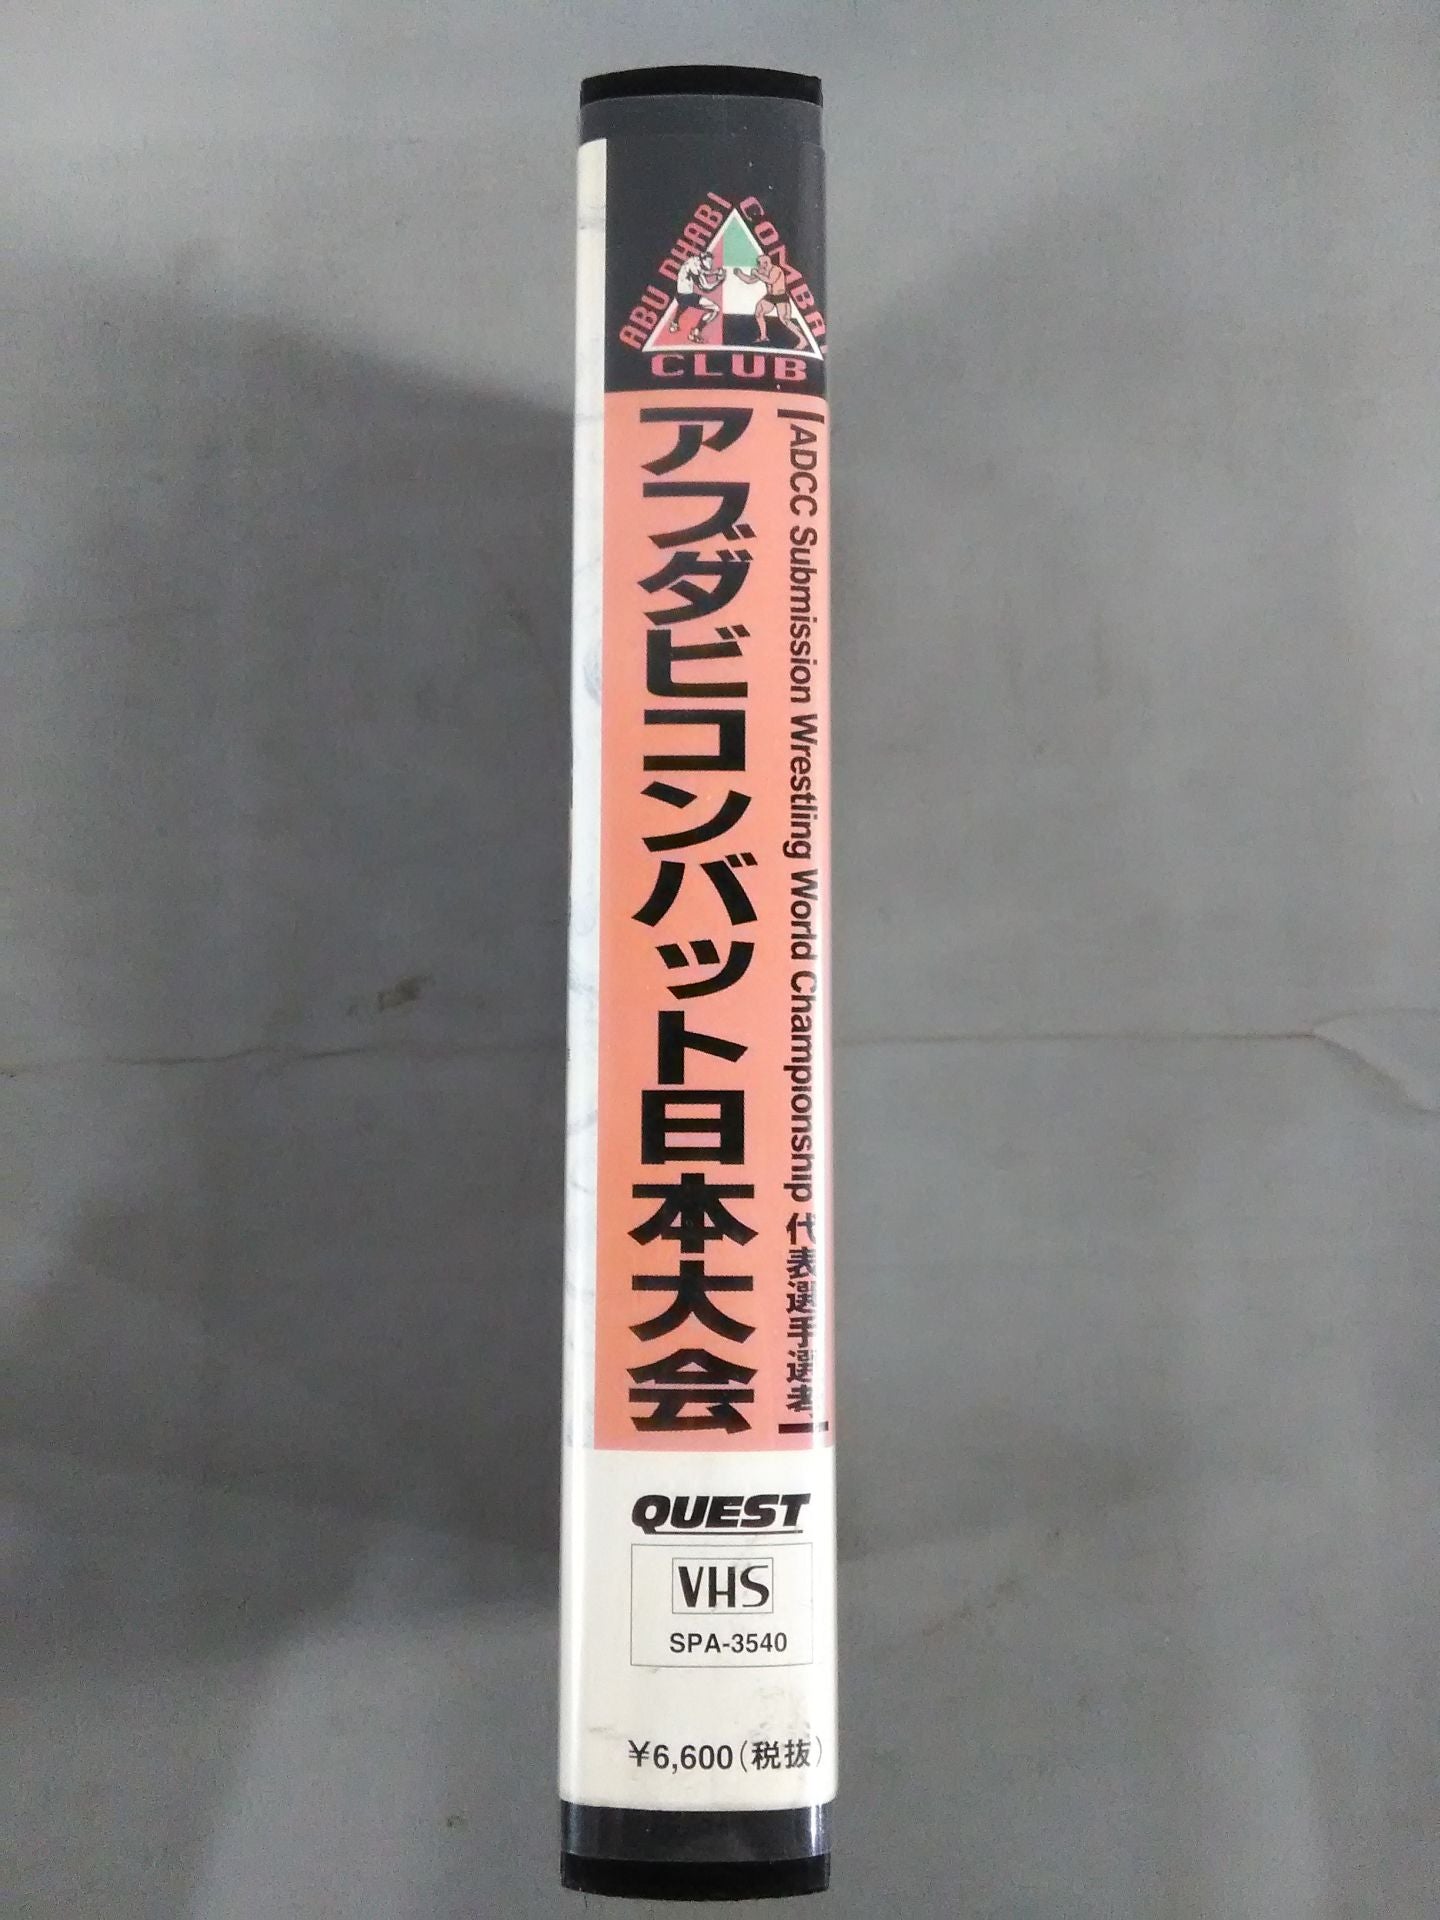 ABU DHABI COMBAT
CLUB
「ADCC Submission Wrestling World Championship 代表選手選考」
アブダビコンバット日本大会
QUEST
VHS
SPA-3540
¥6,600(税抜)